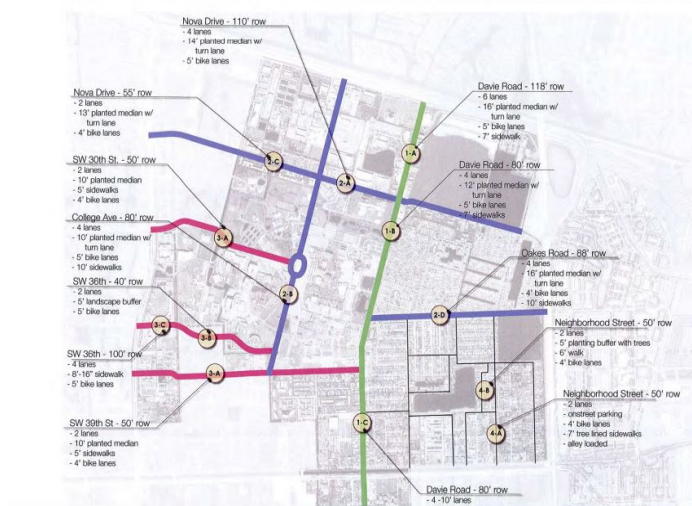 Nova Drive - 110' row
- 4 lanes
- 14' planted median w/
turn lane
- 5' bike lanes
Nova Drive - 55' row
- 2 lanes
- 13' planted median w/
turn lane
- 4' bike lanes
SW 30th St. - 50' row
- 2 lanes
- 10' planted median
- 5' sidewalks
- 4' bike lanes
College Ave - 80' row
- 4 lanes
- 10' planted median w/
turn lane
- 5' bike lanes
- 10' sidewalks
SW 36th - 40' row
- 2 lanes
- 5' landscape buffer
- 5' bike lanes
SW 36th - 100' row
- 4 lanes
- 8'-16" sidewalk
- 5' bike lanes
SW 39th St - 50' row
- 2 lanes
- 10' planted median
- 5' sidewalks
- 4' bike lanes
Davie Road - 118' row
- 6 lanes
- 16' planted median w/
turn lane
- 5' bike lanes
- 7' sidewalk
Davie Road - 80' row
- 4 lanes
- 12' planted median w/
turn lane
- 5' bike lanes
- 7' sidewalks
Oakes Road - 88' row
- 4 lanes
- 16' planted median w/
turn lane
- 4' bike lanes
- 10' sidewalks
Neighborhood Street - 50' row
- 2 lanes
- 5' planting buffer with trees
- 6' walk
- 4' bike lanes
Neighborhood Street - 50' row
- 2 lanes
- onstreet parking
- 4' bike lanes
- 7' tree lined sidewalks
- alley loaded
Davie Road - 80' row
- 4 -10' lanes
1-A
2-C
2-A
1-B
3-A
2-B
2-D
3-C
3-B
3-A
4-B
1-C
4-A